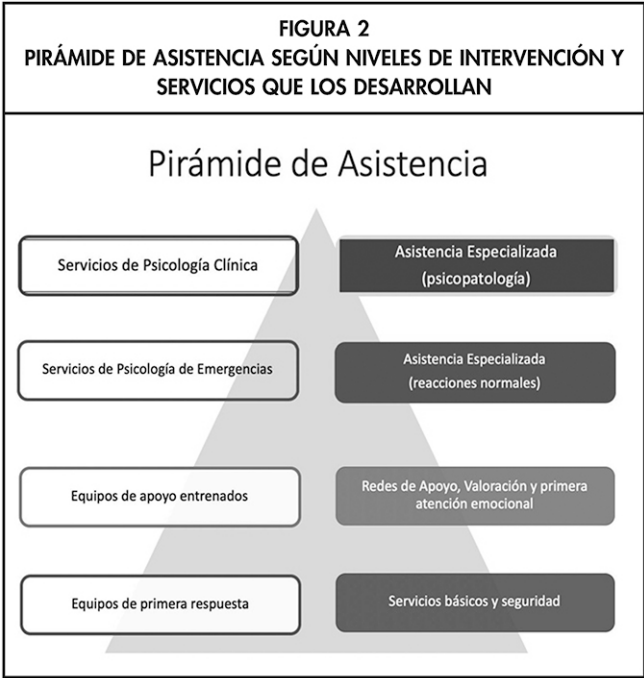 FIGURA 2
PIRÁMIDE DE ASISTENCIA SEGÚN NIVELES DE INTERVENCIÓN Y
SERVICIOS QUE LOS DESARROLLAN
Pirámide de Asistencia
Servicios de Psicología Clínica
Asistencia Especializada
(psicopatología)
Servicios de Psicología de Emergencias
Asistencia Especializada
(reacciones normales)
Equipos de apoyo entrenados
Redes de Apoyo, Valoración y primera
atención emocional
Equipos de primera respuesta
Servicios básicos y seguridad